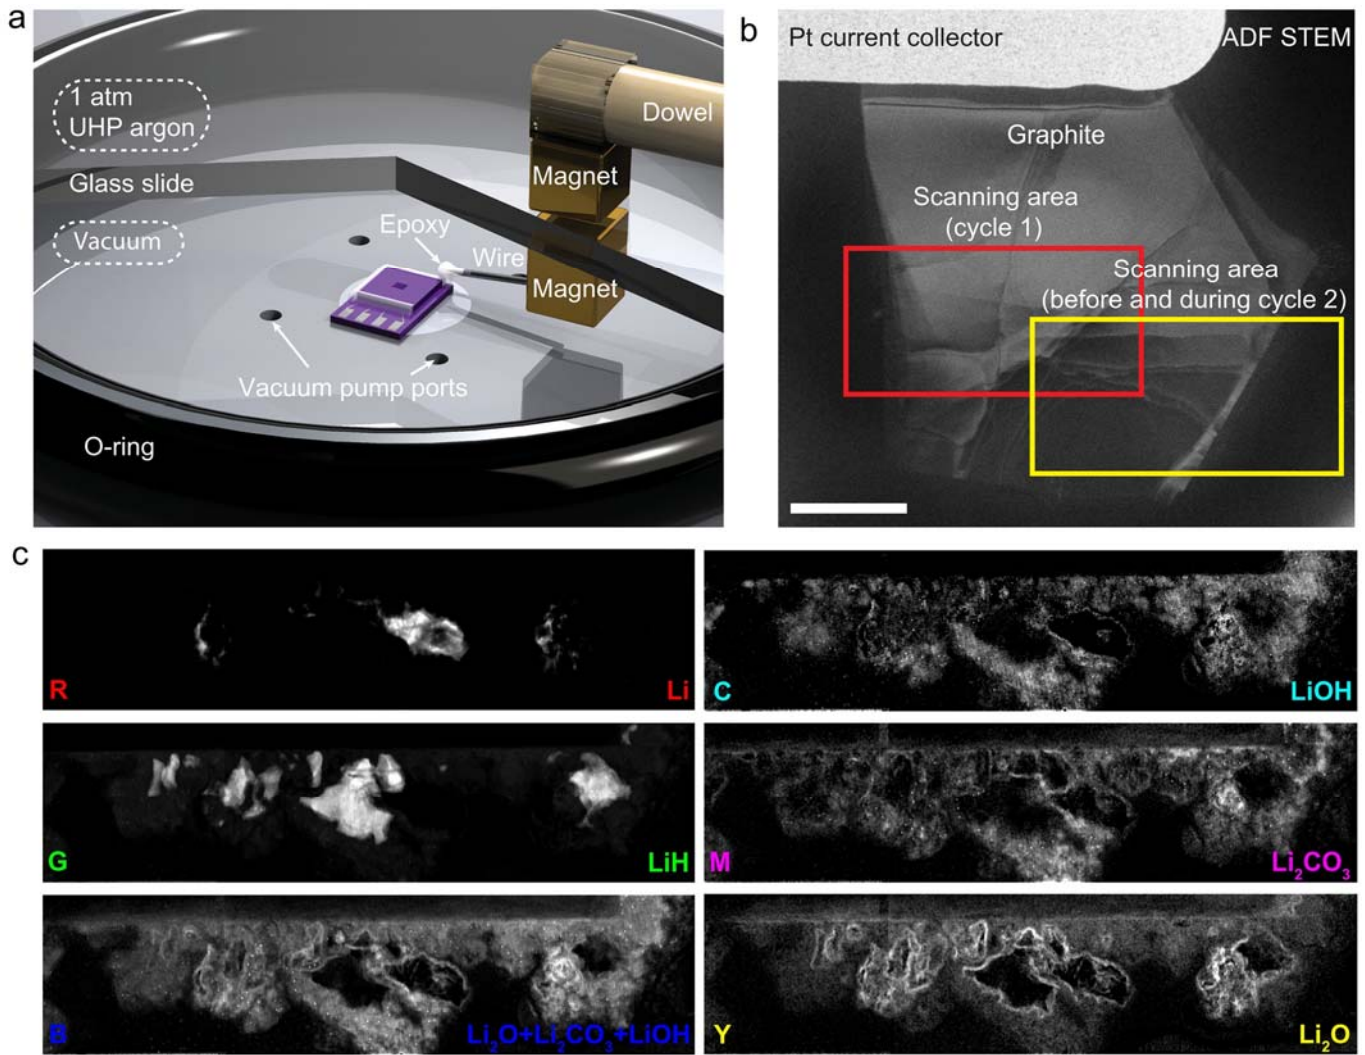 a
1 atm
UHP argon
Glass slide
Vacuum
Epoxy
Wire
Magnet
Magnet
Dowel
Vacuum pump ports
O-ring
b
Pt current collector
ADF STEM
Graphite
Scanning area
(cycle 1)
Scanning area
(before and during cycle 2)
c
R
Li
C
LiOH
G
LiH
M
Li₂CO₃
B
Li₂O+Li₂CO₃+LiOH
Y
Li₂O